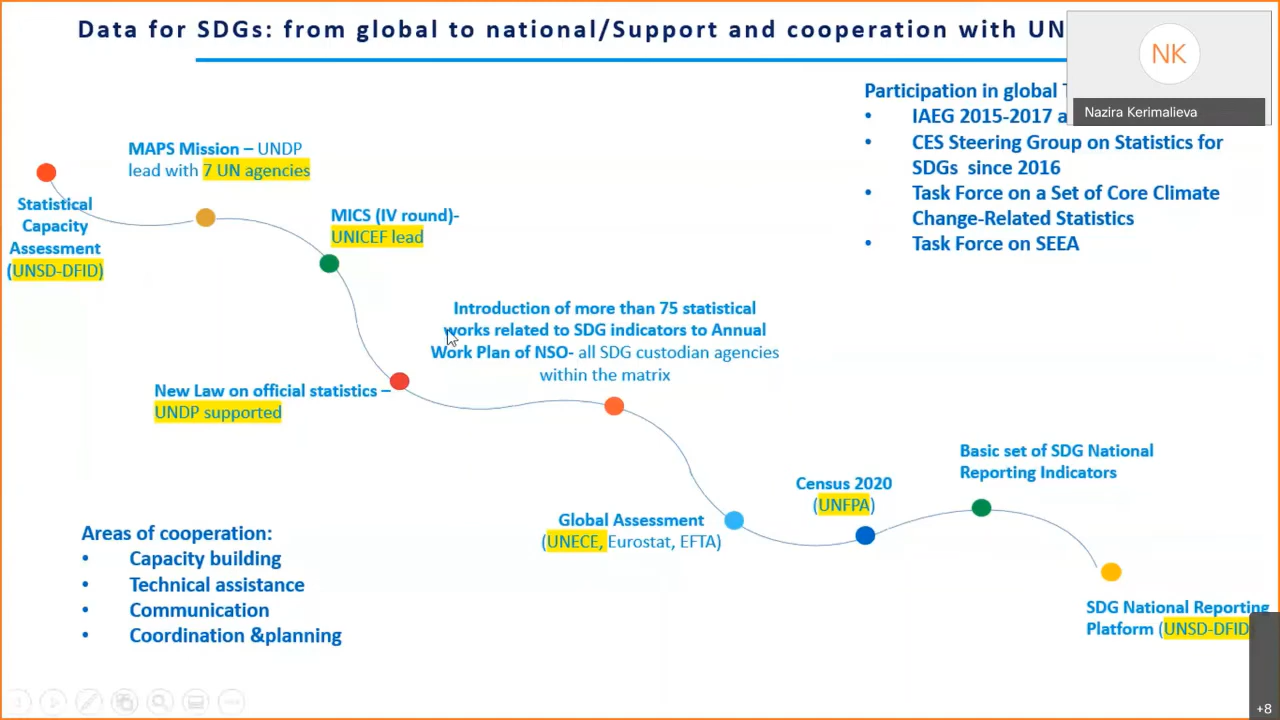 Data for SDGs: from global to national/Support and cooperation with UN
NK
Nazira Kerimalieva
Participation in global
• IAEG 2015-2017
• CES Steering Group on Statistics for
SDGs since 2016
• Task Force on a Set of Core Climate
Change-Related Statistics
• Task Force on SEEA
MAPS Mission – UNDP
lead with 7 UN agencies
Statistical
Capacity
Assessment
(UNSD-DFID)
MICS (IV round)-
UNICEF lead
Introduction of more than 75 statistical
works related to SDG indicators to Annual
Work Plan of NSO- all SDG custodian agencies
within the matrix
New Law on official statistics –
UNDP supported
Basic set of SDG National
Reporting Indicators
Census 2020
(UNFPA)
Global Assessment
(UNECE, Eurostat, EFTA)
Areas of cooperation:
• Capacity building
• Technical assistance
• Communication
• Coordination &planning
SDG National Reporting
Platform (UNSD-DFID
+8